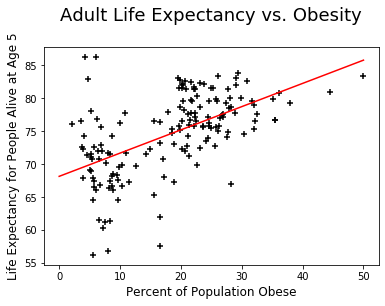 Adult Life Expectancy vs. Obesity
Life Expectancy for People Alive at Age 5
85
80
75
70
65
60
55
0 10 20 30 40 50
Percent of Population Obese